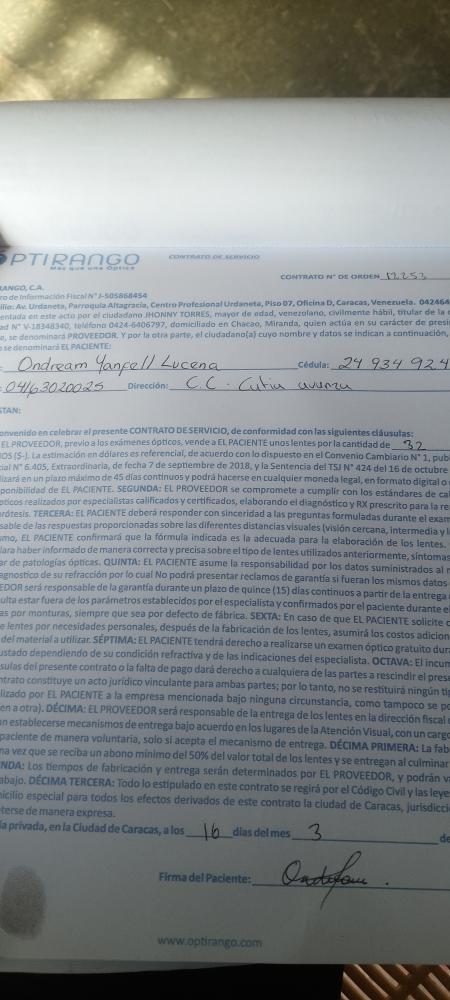 OPTIRANGO CONTRATO DE SERVICIO
Más que una Óptica
CONTRATO N° DE ORDEN 12253
RANGO, C.A.
ro de Información Fiscal N° J-505868454
ilio: Av. Urdaneta, Parroquia Altagracia, Centro Profesional Urdaneta, Piso 07, Oficina D, Caracas, Venezuela. 042464
entada en este acto por el ciudadano JHONNY TORRES, mayor de edad, venezolano, civilmente hábil, titular de la
ad N° V-18348340, teléfono 0424-6406797, domiciliado en Chacao, Miranda, quien actúa en su carácter de presi
e, se denominará PROVEEDOR. Y por la parte, el ciudadano(a) cuyo nombre y datos se indican a continuación,
o se denominará EL PACIENTE:
Ondream Yanfell Lucena Cédula: 24 934 924
04163020025 Dirección: C.C.
STAN:
onvenido en celebrar el presente CONTRATO DE SERVICIO, de conformidad con las siguientes cláusulas:
EL PROVEEDOR, previo a los exámenes ópticos, vende a EL PACIENTE unos lentes por la cantidad de 32
OS ($-). La estimación en dólares es referencial, de acuerdo con lo dispuesto en el Convenio Cambiario N° 1, pub
ial N° 6.405, Extraordinaria, de fecha 7 de septiembre de 2018, y la Sentencia del TSJ N° 424 del 16 de octubre
lizará en un plazo máximo de 45 días continuos y podrá hacerse en cualquier moneda legal, en formato digital o
ponibilidad de EL PACIENTE. SEGUNDA: EL PROVEEDOR se compromete a cumplir con los estándares de cal
pticos realizados por especialistas calificados y certificados, elaborando el diagnóstico y RX prescrito para la re
prótesis. TERCERA: EL PACIENTE deberá responder con sinceridad a las preguntas formuladas durante el exam
sable de las respuestas proporcionadas sobre las diferentes distancias visuales (visión cercana, intermedia y l
mo, EL PACIENTE confirmará que la fórmula indicada es la adecuada para la elaboración de los lentes.
lara haber informado de manera correcta y precisa sobre el tipo de lentes utilizados anteriormente, síntomas
ar de patologías ópticas. QUINTA: EL PACIENTE asume la responsabilidad por los datos suministrados al
agnostico de su refracción por lo cual No podrá presentar reclamos de garantía si fueran los mismos datos
EDOR será responsable de la garantía durante un plazo de quince (15) días continuos a partir de la entrega
ulta estar fuera de los parámetros establecidos por el especialista y confirmados por el paciente durante e
as por monturas, siempre que sea por defecto de fábrica. SEXTA: En caso de que EL PACIENTE solicite c
e lentes por necesidades personales, después de la fabricación de los lentes, asumirá los costos adicion
del material a utilizar. SÉPTIMA: EL PACIENTE tendrá derecho a realizarse un examen óptico gratuito dura
ustado dependiendo de su condición refractiva y de las indicaciones del especialista. OCTAVA: El incum
sulas del presente contrato o la falta de pago dará derecho a cualquiera de las partes a rescindir el prese
ntrato constituye un acto jurídico vinculante para ambas partes; por lo tanto, no se restituirá ningún ti
lizado por EL PACIENTE a la empresa mencionada bajo ninguna circunstancia, como tampoco se po
en a otra). DÉCIMA: EL PROVEEDOR será responsable de la entrega de los lentes en la dirección fiscal
n establecerse mecanismos de entrega bajo acuerdo en los lugares de la Atención Visual, con un cargo
paciente de manera voluntaria, solo si acepta el mecanismo de entrega. DÉCIMA PRIMERA: La fab
na vez que se reciba un abono mínimo del 50% del valor total de los lentes y se entregan al culminar
NDA: Los tiempos de fabricación y entrega serán determinados por EL PROVEEDOR, y podrán va
abajo. DÉCIMA TERCERA: Todo lo estipulado en este contrato se regirá por el Código Civil y las leye
icilio especial para todos los efectos derivados de este contrato la ciudad de Caracas, jurisdicció
eterse de manera expresa.
ía privada, en la Ciudad de Caracas, a los 16 días del mes 3 de
Firma del Paciente:
www.optirango.com